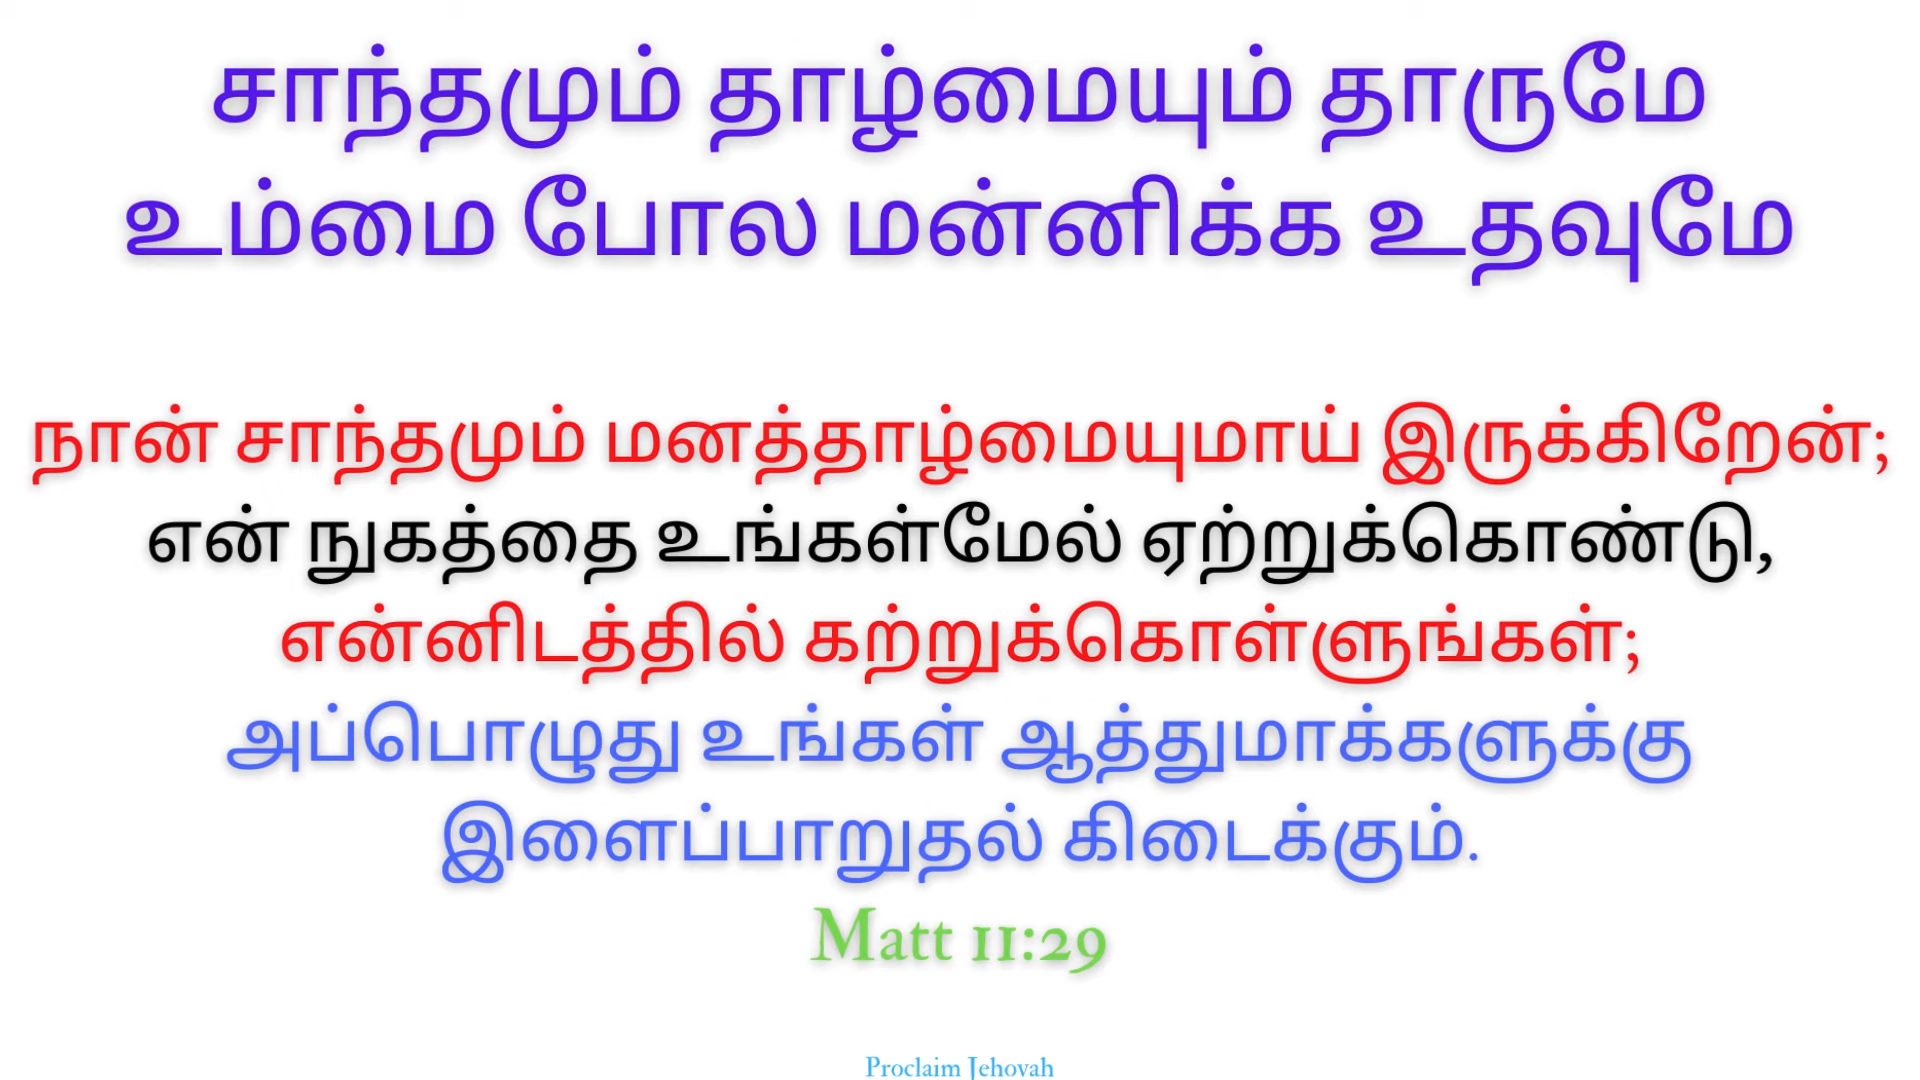 சாந்தமும் தாழ்மையும் தாருமே
உம்மை போல மன்னிக்க உதவுமே
நான் சாந்தமும் மனத்தாழ்மையுமாய் இருக்கிறேன்;
என் நுகத்தை உங்கள்மேல் ஏற்றுக்கொண்டு,
என்னிடத்தில் கற்றுக்கொள்ளுங்கள்;
அப்பொழுது உங்கள் ஆத்துமாக்களுக்கு
இளைப்பாறுதல் கிடைக்கும்.
Matt 11:29
Proclaim Jehovah